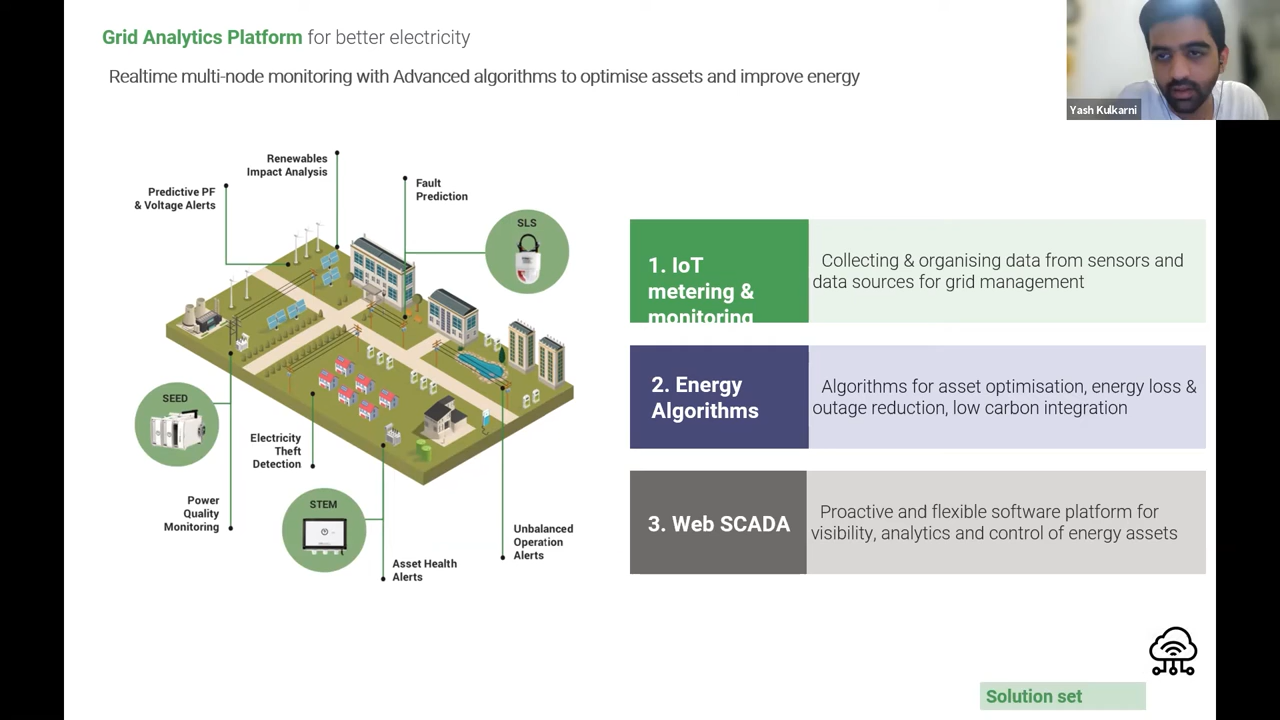 Grid Analytics Platform for better electricity
Realtime multi-node monitoring with Advanced algorithms to optimise assets and improve energy
Yash Kulkarni
Renewables
Impact Analysis
Predictive PF
& Voltage Alerts
Fault
Prediction
SLS
SEED
Electricity
Theft
Detection
Power
Quality
Monitoring
STEM
Asset Health
Alerts
Unbalanced
Operation
Alerts
1. IoT
metering &
monitoring
Collecting & organising data from sensors and
data sources for grid management
2. Energy
Algorithms
Algorithms for asset optimisation, energy loss &
outage reduction, low carbon integration
3. Web SCADA
Proactive and flexible software platform for
visibility, analytics and control of energy assets
Solution set